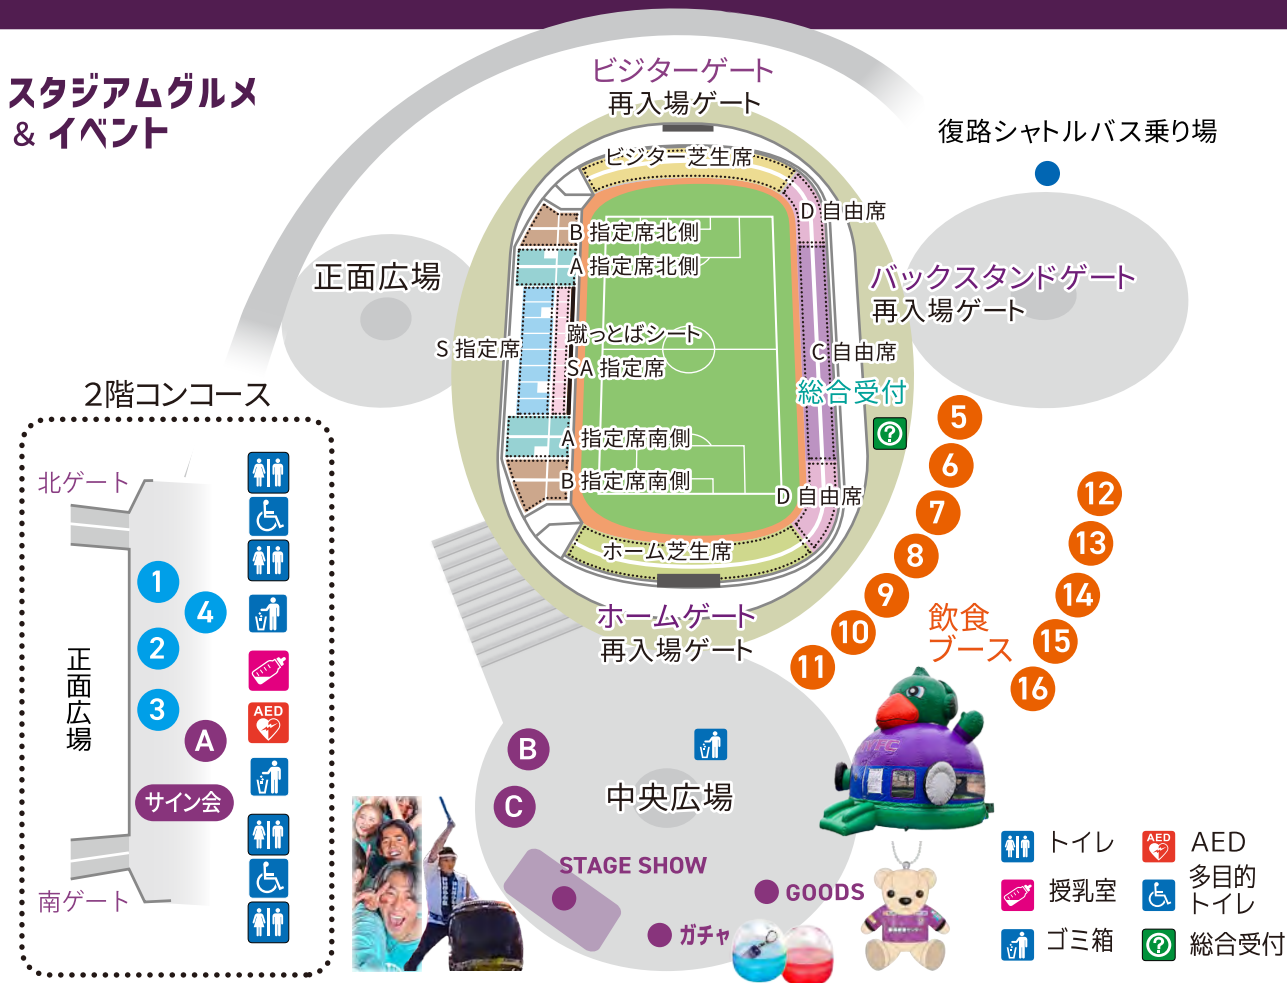 スタジアムグルメ
& イベント
ビジターゲート
再入場ゲート
復路シャトルバス乗り場
ビジター芝生席
D 自由席
B 指定席北側
A 指定席北側
正面広場
バックスタンドゲート
再入場ゲート
蹴っとばシート
S 指定席
SA 指定席
C 自由席
総合受付
A 指定席南側
B 指定席南側
D 自由席
ホーム芝生席
ホームゲート
再入場ゲート
2階コンコース
北ゲート
1
4
2
3
正面広場
A
サイン会
南ゲート
AED
5
6
7
8
9
10
11
飲食
ブース
12
13
14
15
16
B
C
中央広場
STAGE SHOW
GOODS
ガチャ
トイレ
AED
AED
授乳室
多目的
トイレ
ゴミ箱
総合受付